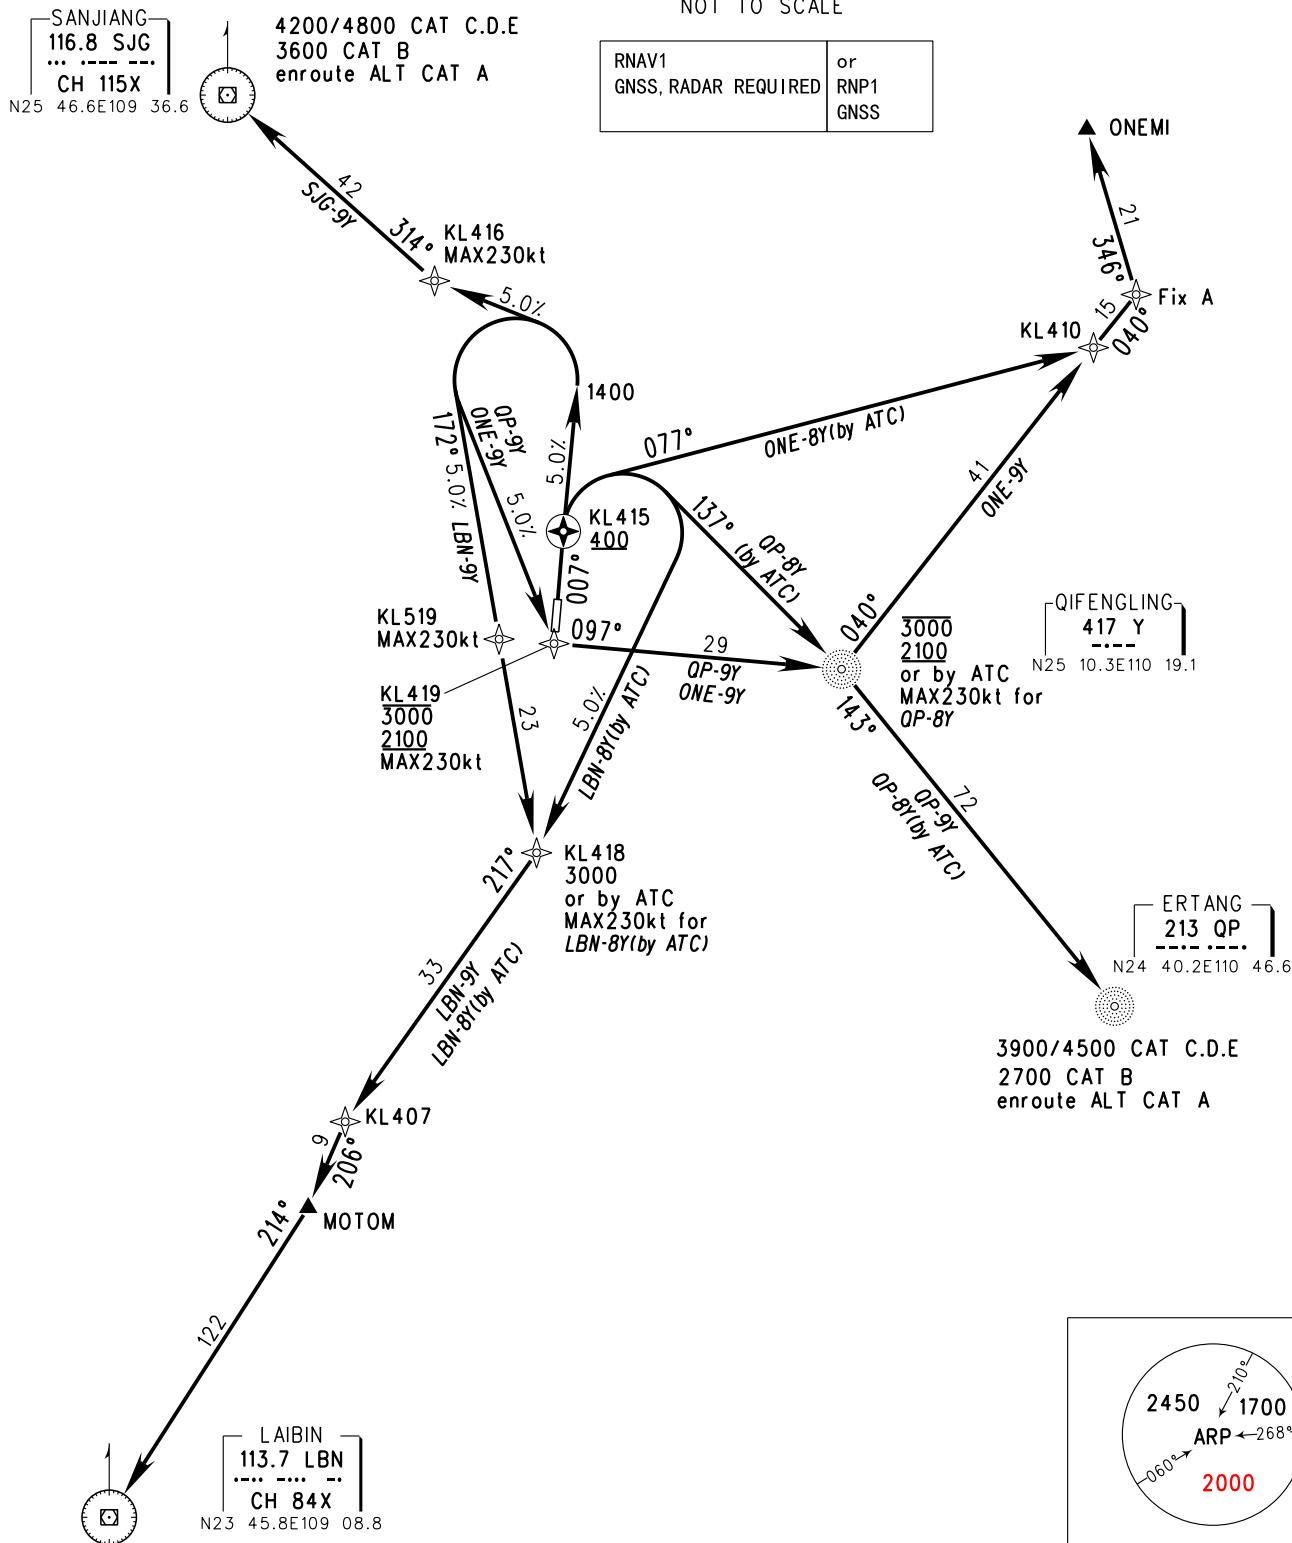 NOT TO SCALE
SANJIANG
116.8 SJG
CH 115X
N25 46.6E109 36.6
4200/4800 CAT C.D.E
3600 CAT B
enroute ALT CAT A
RNAV1
GNSS, RADAR REQUIRED
or
RNP1
GNSS
ONEMI
21
346°
Fix A
15
040°
KL410
42
SJG-9Y
314°
KL416
MAX230kt
5.0%
1400
077°
ONE-8Y(by ATC)
172° 5.0% LBN-9Y
QP-9Y
ONE-9Y
5.0%
5.0%
KL415
400
007°
137° (by ATC)
QP-8Y
41
ONE-9Y
040°
KL519
MAX230kt
097°
29
QP-9Y
ONE-9Y
3000
2100
or by ATC
MAX230kt for
QP-8Y
QIFENGLING
417 Y
N25 10.3E110 19.1
KL419
3000
2100
MAX230kt
23
5.0%
LBN-8Y(by ATC)
143°
72
QP-9Y
QP-8Y(by ATC)
217°
KL418
3000
or by ATC
MAX230kt for
LBN-8Y(by ATC)
33
LBN-9Y
LBN-8Y(by ATC)
ERTANG
213 QP
N24 40.2E110 46.6
3900/4500 CAT C.D.E
2700 CAT B
enroute ALT CAT A
KL407
9
206°
MOTOM
214°
122
LAIBIN
113.7 LBN
CH 84X
N23 45.8E109 08.8
210°
2450
1700
ARP
268°
060°
2000